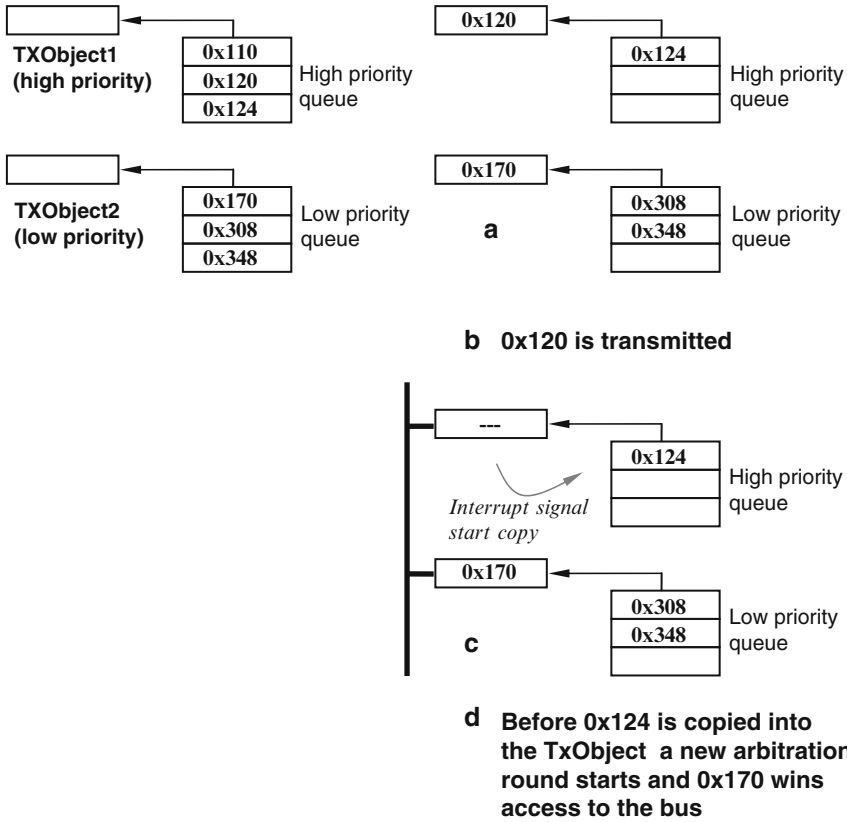 TXObject1
(high priority)
0x110
0x120
0x124
High priority
queue
TXObject2
(low priority)
0x170
0x308
0x348
Low priority
queue
0x120
0x124
High priority
queue
0x170
0x308
0x348
Low priority
queue
a
b 0x120 is transmitted
---
0x124
High priority
queue
Interrupt signal
start copy
0x170
0x308
0x348
Low priority
queue
c
d Before 0x124 is copied into
the TxObject a new arbitration
round starts and 0x170 wins
access to the bus